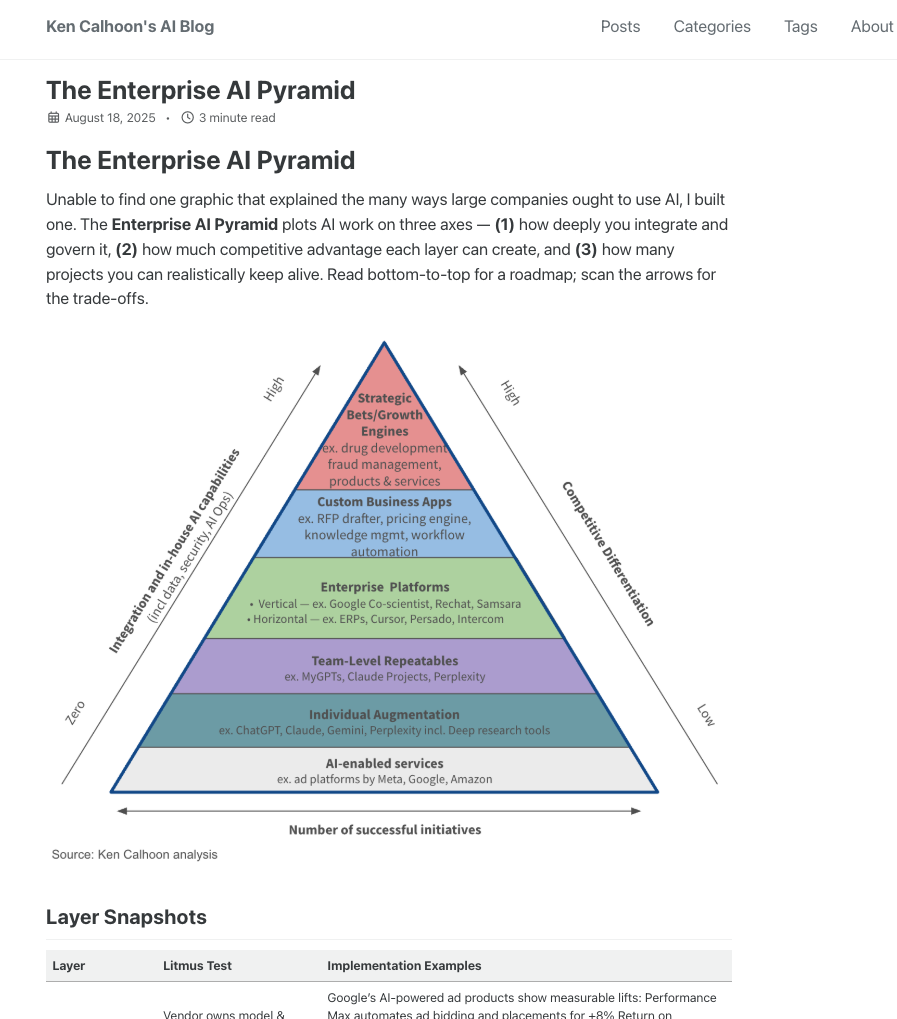 Ken Calhoon's AI Blog
Posts
Categories
Tags
About
The Enterprise AI Pyramid
August 18, 2025 • 3 minute read
The Enterprise AI Pyramid
Unable to find one graphic that explained the many ways large companies ought to use AI, I built
one. The Enterprise AI Pyramid plots AI work on three axes — (1) how deeply you integrate and
govern it, (2) how much competitive advantage each layer can create, and (3) how many
projects you can realistically keep alive. Read bottom-to-top for a roadmap; scan the arrows for
the trade-offs.
High
Integration and in-house AI capabilities
(incl data, security, AI Ops)
Zero
Strategic
Bets/Growth
Engines
ex. drug development
fraud management,
products & services
Custom Business Apps
ex. RFP drafter, pricing engine,
knowledge mgmt, workflow
automation
Enterprise Platforms
• Vertical — ex. Google Co-scientist, Rechat, Samsara
• Horizontal — ex. ERPs, Cursor, Persado, Intercom
Team-Level Repeatables
ex. MyGPTs, Claude Projects, Perplexity
Individual Augmentation
ex. ChatGPT, Claude, Gemini, Perplexity incl. Deep research tools
AI-enabled services
ex. ad platforms by Meta, Google, Amazon
High
Competitive Differentiation
Low
Number of successful initiatives
Source: Ken Calhoon analysis
Layer Snapshots
Layer
Litmus Test
Implementation Examples
Google's AI-powered ad products show measurable lifts: Performance
Vendor owns model &
Max automates ad bidding and placements for +8% Return on